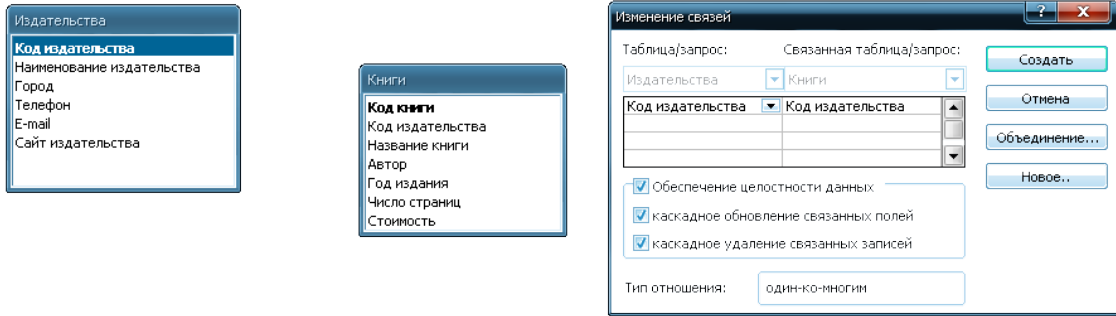 Издательства
Код издательства
Наименование издательства
Город
Телефон
E-mail
Сайт издательства
Книги
Код книги
Код издательства
Название книги
Автор
Год издания
Число страниц
Стоимость
Изменение связей
?
X
Таблица/запрос: Связанная таблица/запрос:
Издательства Книги
Код издательства Код издательства
Обеспечение целостности данных
каскадное обновление связанных полей
каскадное удаление связанных записей
Тип отношения: один-ко-многим
Создать
Отмена
Объединение...
Новое..